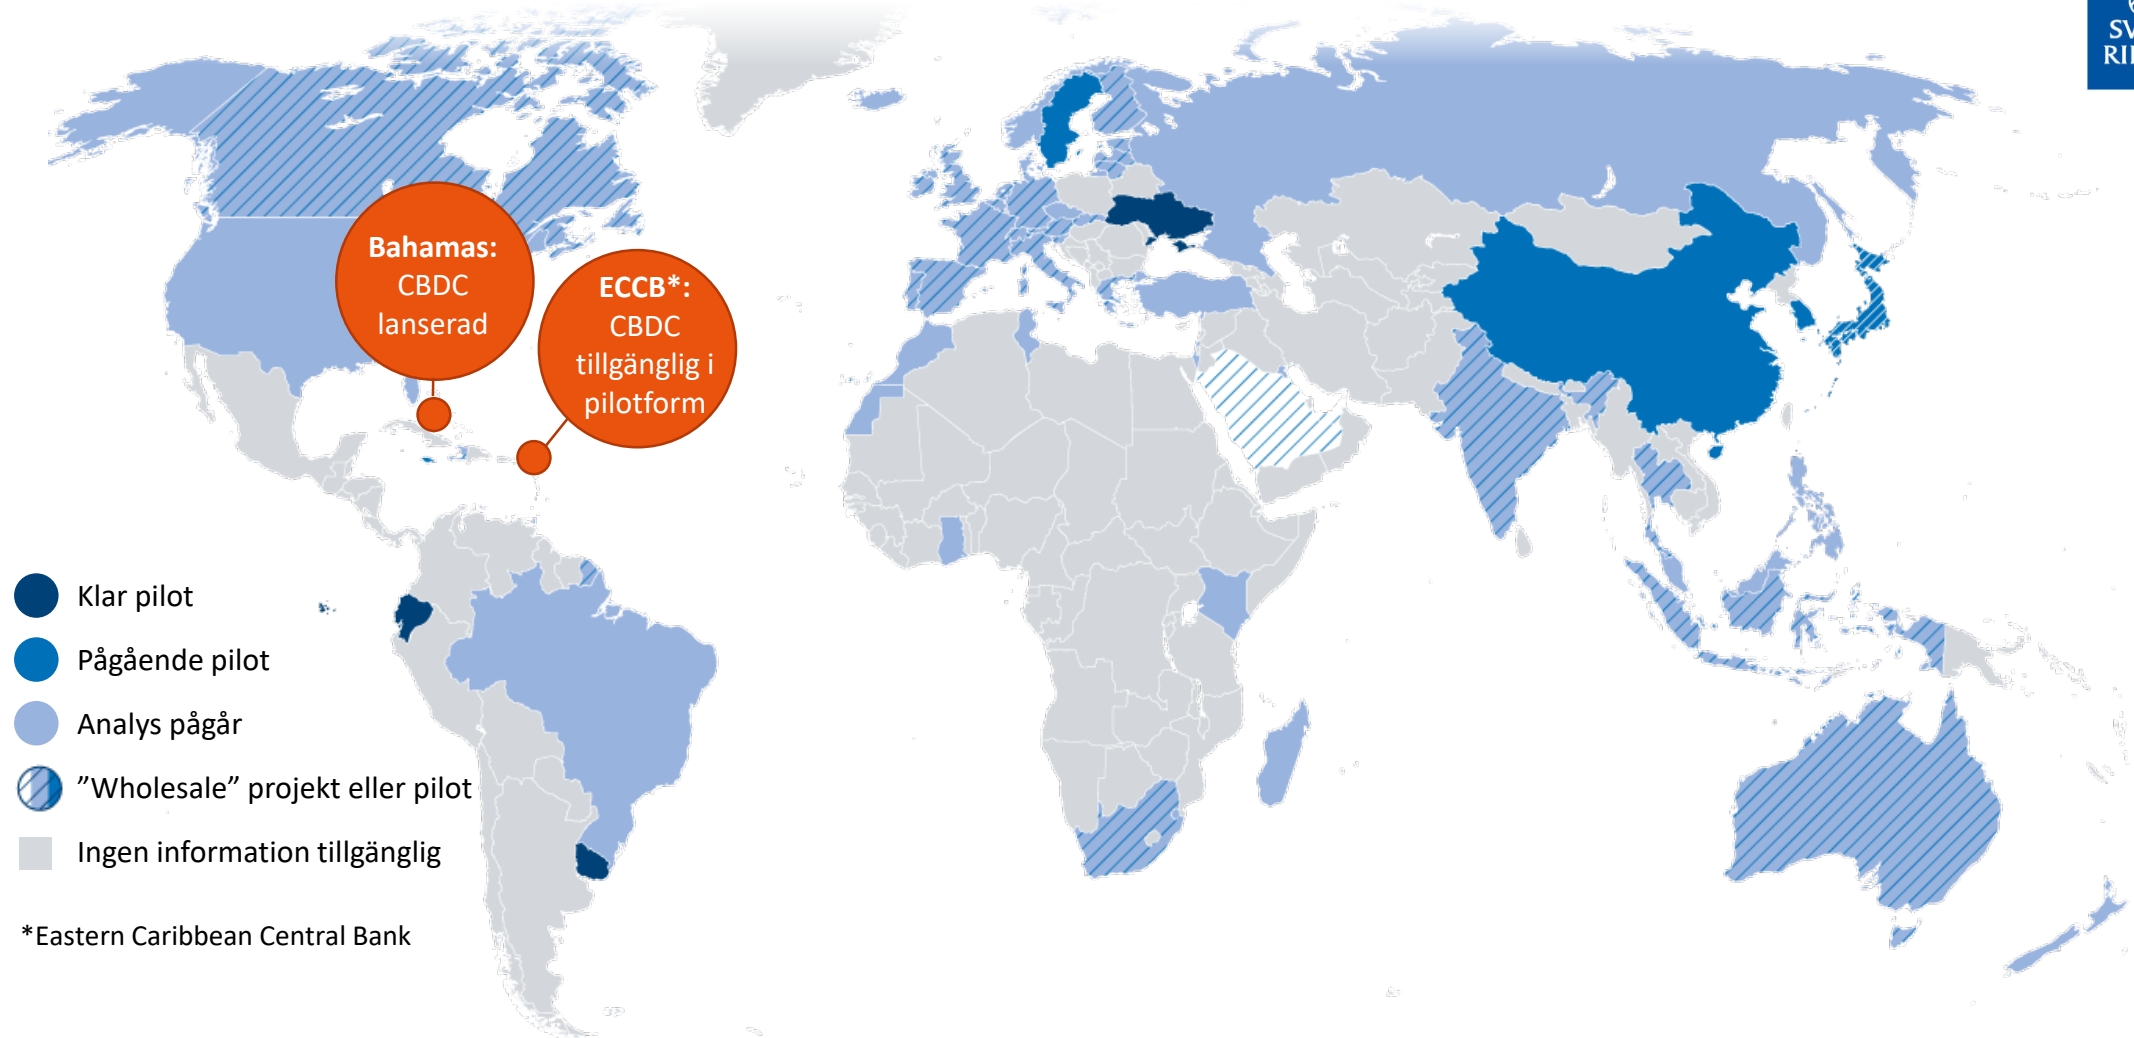 Bahamas:
CBDC
lanserad
ECCB*:
CBDC
tillgänglig i
pilotform
Klar pilot
Pågående pilot
Analys pågår
”Wholesale” projekt eller pilot
Ingen information tillgänglig
*Eastern Caribbean Central Bank